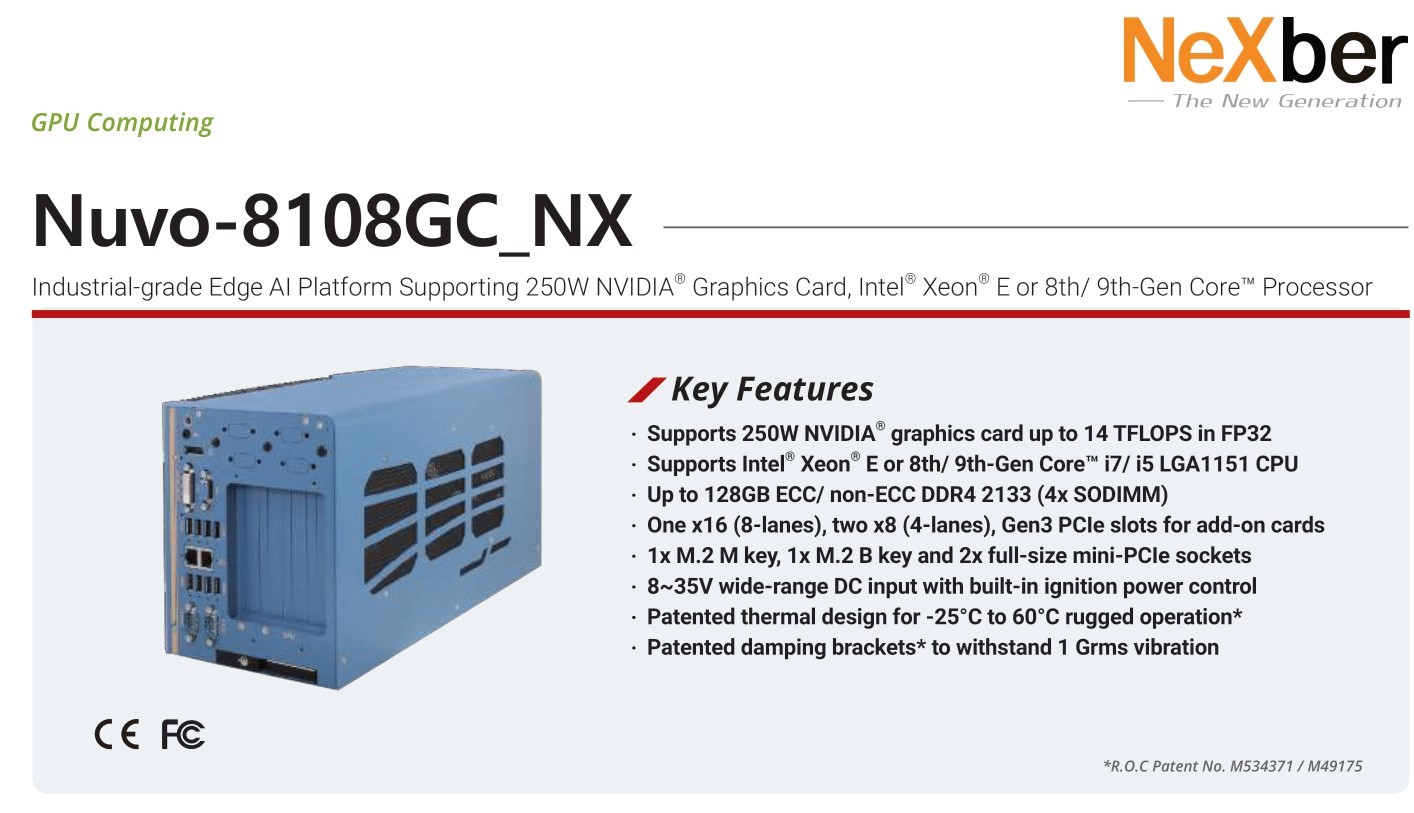 NeXber
The New Generation
GPU Computing
Nuvo-8108GC_NX
Industrial-grade Edge AI Platform Supporting 250W NVIDIA® Graphics Card, Intel® Xeon® E or 8th/ 9th-Gen Core™ Processor
Key Features
· Supports 250W NVIDIA® graphics card up to 14 TFLOPS in FP32
· Supports Intel® Xeon® E or 8th/ 9th-Gen Core™ i7/ i5 LGA1151 CPU
· Up to 128GB ECC/ non-ECC DDR4 2133 (4x SODIMM)
· One x16 (8-lanes), two x8 (4-lanes), Gen3 PCIe slots for add-on cards
· 1x M.2 M key, 1x M.2 B key and 2x full-size mini-PCIe sockets
· 8~35V wide-range DC input with built-in ignition power control
· Patented thermal design for -25°C to 60°C rugged operation*
· Patented damping brackets* to withstand 1 Grms vibration
CE FC
*R.O.C Patent No. M534371 / M49175